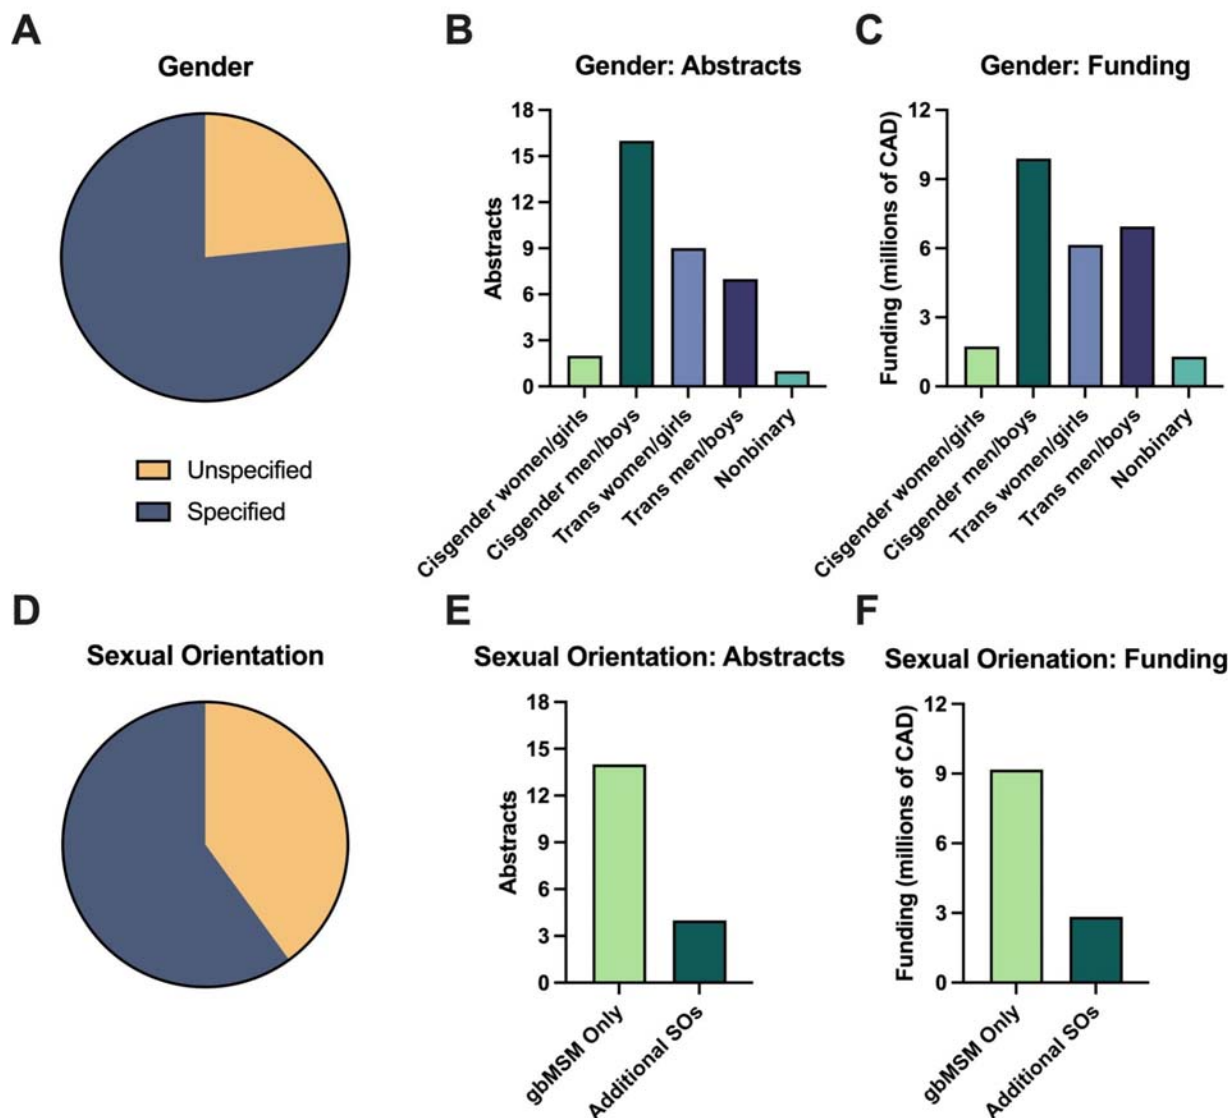 A
Gender
Unspecified
Specified
B
Gender: Abstracts
Abstracts
18
15
12
9
6
3
0
Cisgender women/girls
Cisgender men/boys
Trans women/girls
Trans men/boys
Nonbinary
C
Gender: Funding
Funding (millions of CAD)
12
9
6
3
0
Cisgender women/girls
Cisgender men/boys
Trans women/girls
Trans men/boys
Nonbinary
D
Sexual Orientation
E
Sexual Orientation: Abstracts
Abstracts
18
15
12
9
6
3
0
gbMSM Only
Additional SOs
F
Sexual Orienation: Funding
Funding (millions of CAD)
12
9
6
3
0
gbMSM Only
Additional SOs